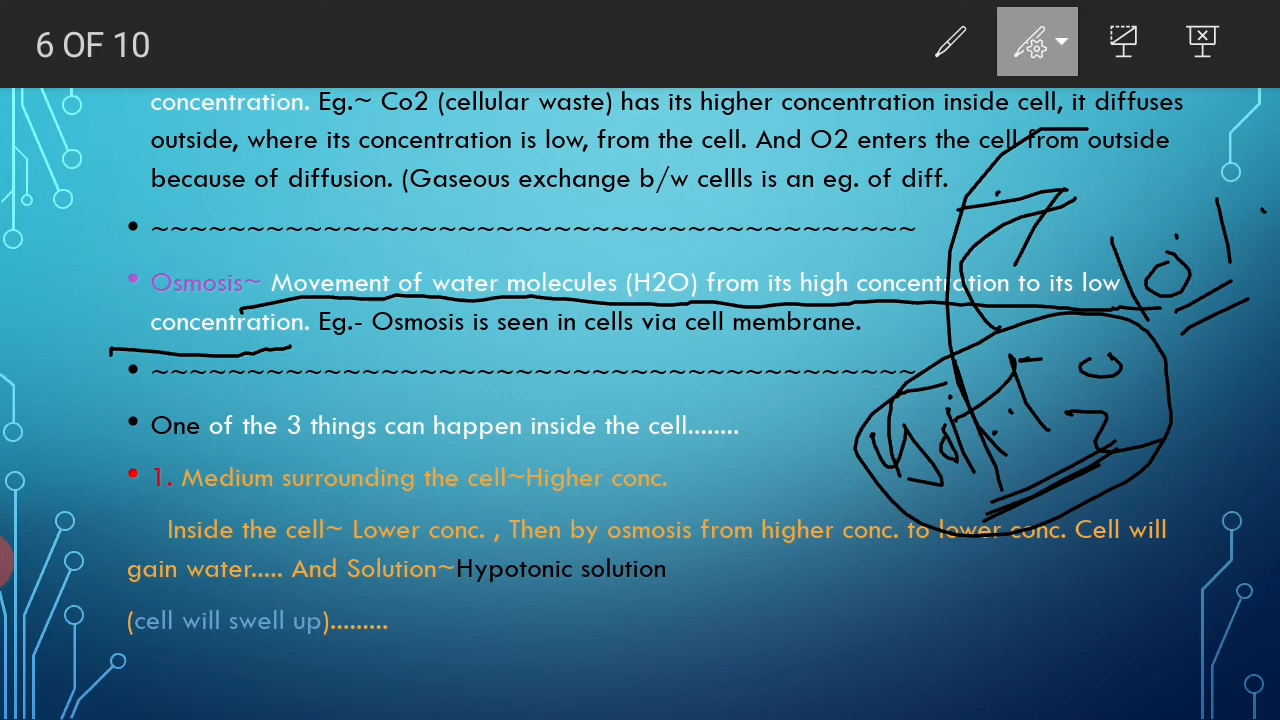 6 OF 10
concentration. Eg.~ Co2 (cellular waste) has its higher concentration inside cell, it diffuses
outside, where its concentration is low, from the cell. And O2 enters the cell from outside
because of diffusion. (Gaseous exchange b/w cellls is an eg. of diff.
• ~~~~~~~~~~~~~~~~~~~~~~~~~~~~~~~~~~~~~~~~
• Osmosis~ Movement of water molecules (H2O) from its high concentration to its low
concentration. Eg.- Osmosis is seen in cells via cell membrane.
• ~~~~~~~~~~~~~~~~~~~~~~~~~~~~~~~~~~~~~~~~
• One of the 3 things can happen inside the cell........
• 1. Medium surrounding the cell~Higher conc.
Inside the cell~ Lower conc. , Then by osmosis from higher conc. to lower conc. Cell will
gain water..... And Solution~Hypotonic solution
(cell will swell up).........